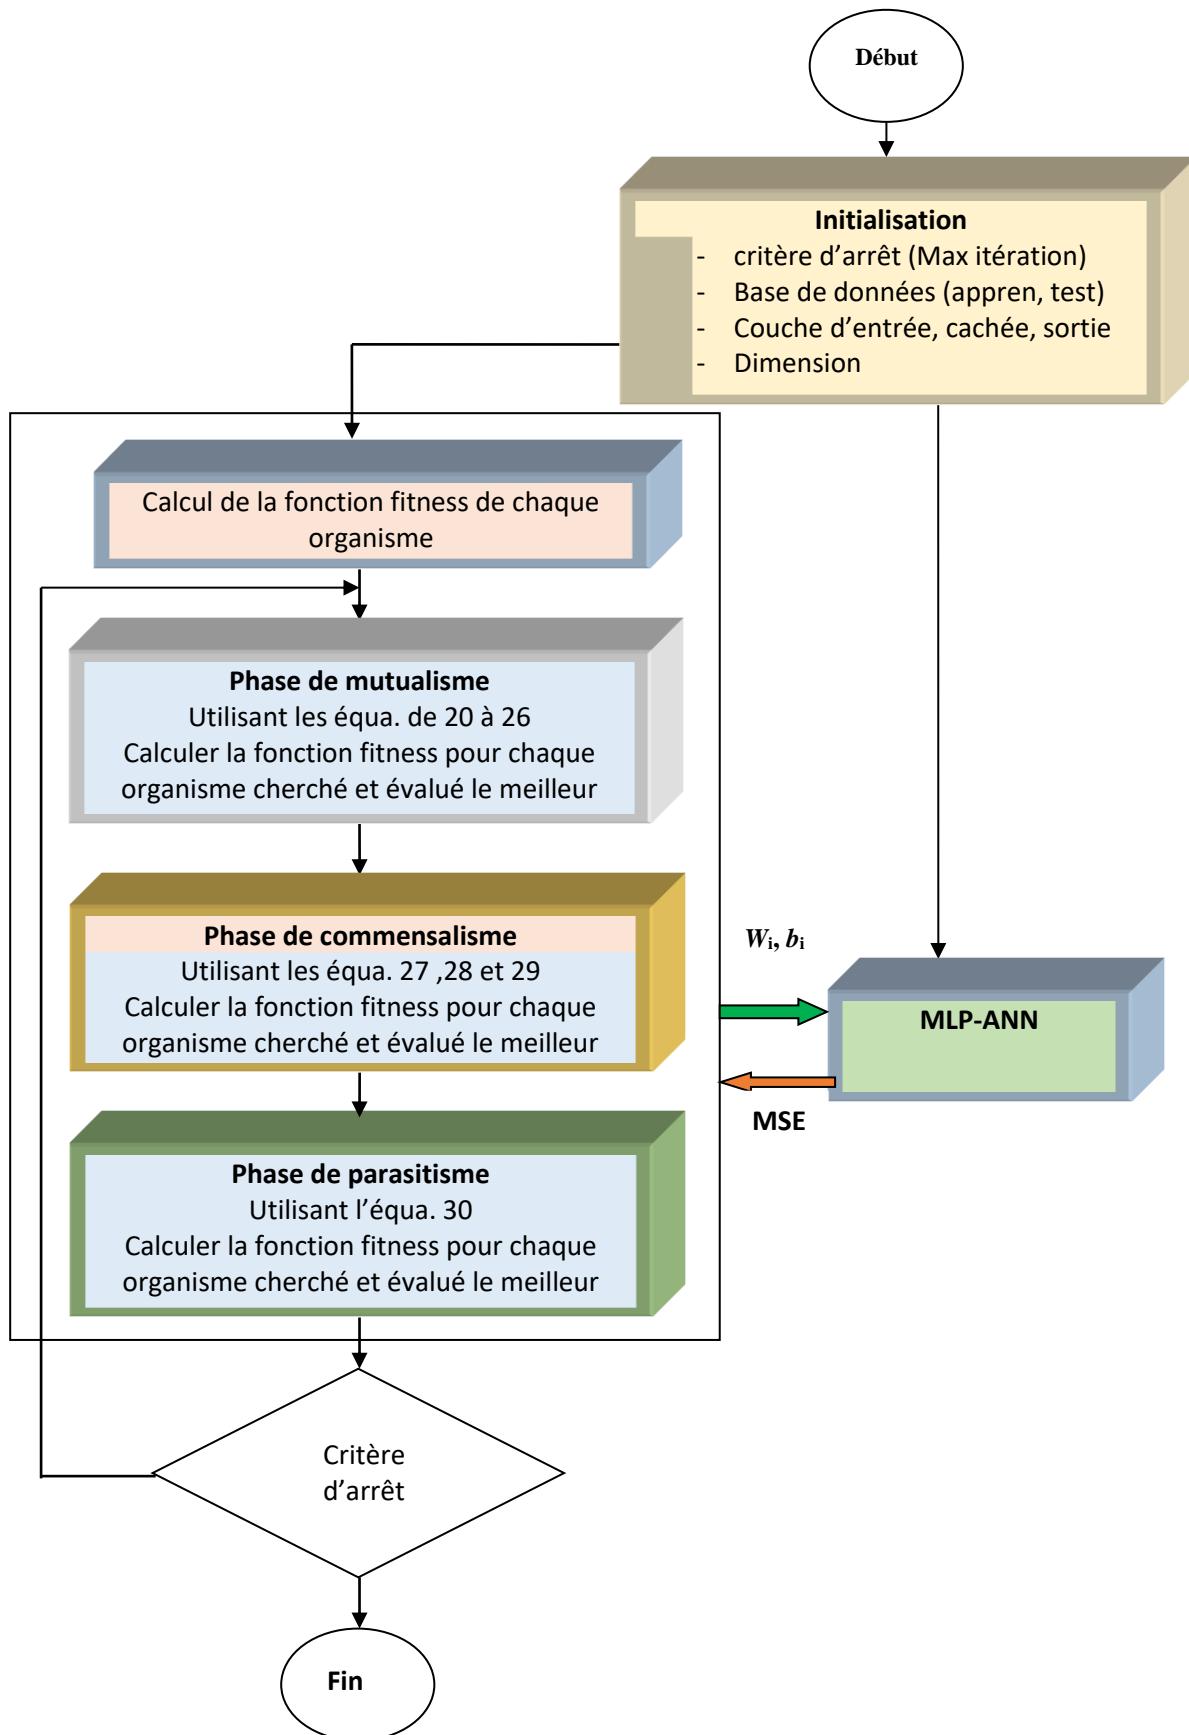 Début
Initialisation
- critère d’arrêt (Max itération)
- Base de données (appren, test)
- Couche d’entrée, cachée, sortie
- Dimension
Calcul de la fonction fitness de chaque
organisme
Phase de mutualisme
Utilisant les équa. de 20 à 26
Calculer la fonction fitness pour chaque
organisme cherché et évalué le meilleur
Phase de commensalisme
Utilisant les équa. 27 ,28 et 29
Calculer la fonction fitness pour chaque
organisme cherché et évalué le meilleur
Wi, bi
MLP-ANN
MSE
Phase de parasitisme
Utilisant l’équa. 30
Calculer la fonction fitness pour chaque
organisme cherché et évalué le meilleur
Critère
d’arrêt
Fin